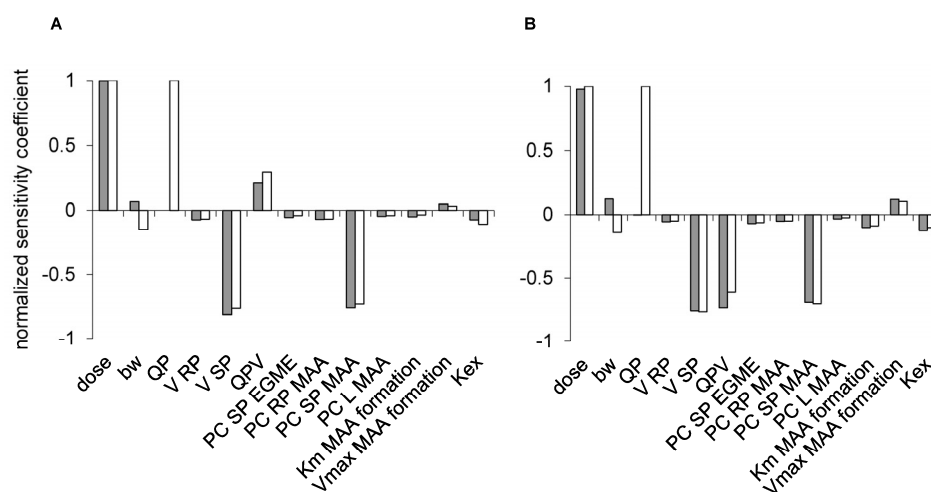 A
normalized sensitivity coefficient
1
0.5
0
-0.5
-1
dose
bw
QP
V RP
V SP
QPV
PC SP EGME
PC RP MAA
PC SP MAA
PC L MAA
Km MAA formation
Vmax MAA formation
Kex
B
1
0.5
0
-0.5
-1
dose
bw
QP
V RP
V SP
QPV
PC SP EGME
PC RP MAA
PC SP MAA
PC L MAA
Km MAA formation
Vmax MAA formation
Kex